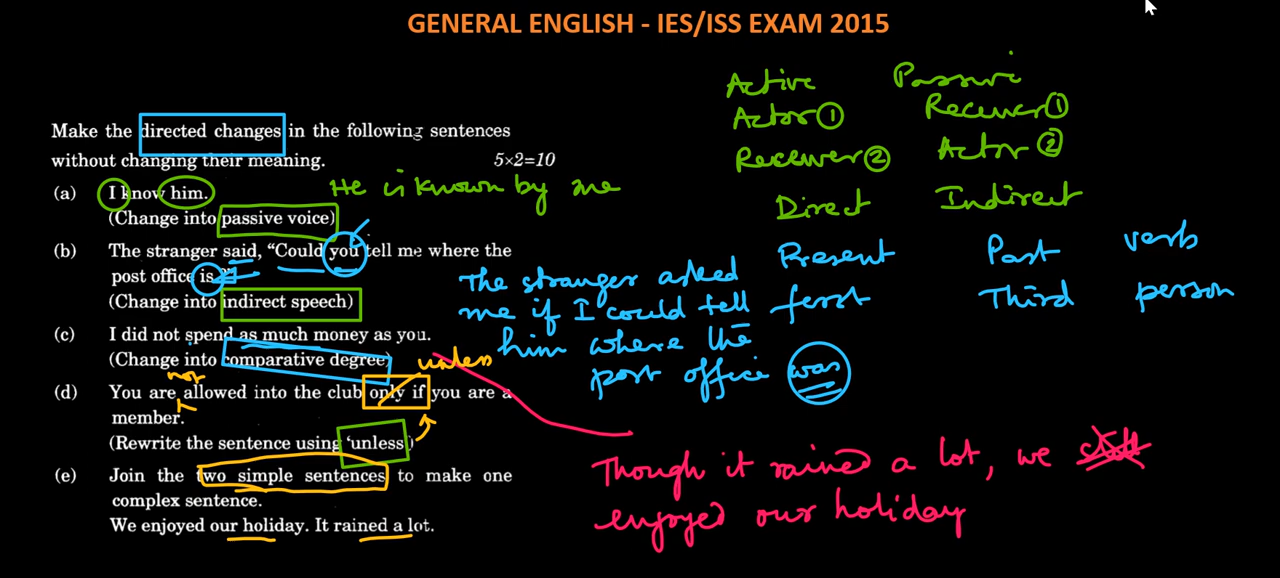 GENERAL ENGLISH - IES/ISS EXAM 2015
Make the directed changes in the following sentences
without changing their meaning. 5×2=10
(a) I know him.
(Change into passive voice)
(b) The stranger said, “Could you tell me where the
post office is?”
(Change into indirect speech)
(c) I did not spend as much money as you.
(Change into comparative degree)
(d) You are allowed into the club only if you are a
member.
(Rewrite the sentence using ‘unless’)
(e) Join the two simple sentences to make one
complex sentence.
We enjoyed our holiday. It rained a lot.
He is known by me
not
unless
The stranger asked
me if I could tell
him where the
post office was
Active Passive
Actor ① Recever ①
Recever ② Actor ②
Direct Indirect
Present Past verb
ferst Third person
Though it rained a lot, we
enjoyed our holiday